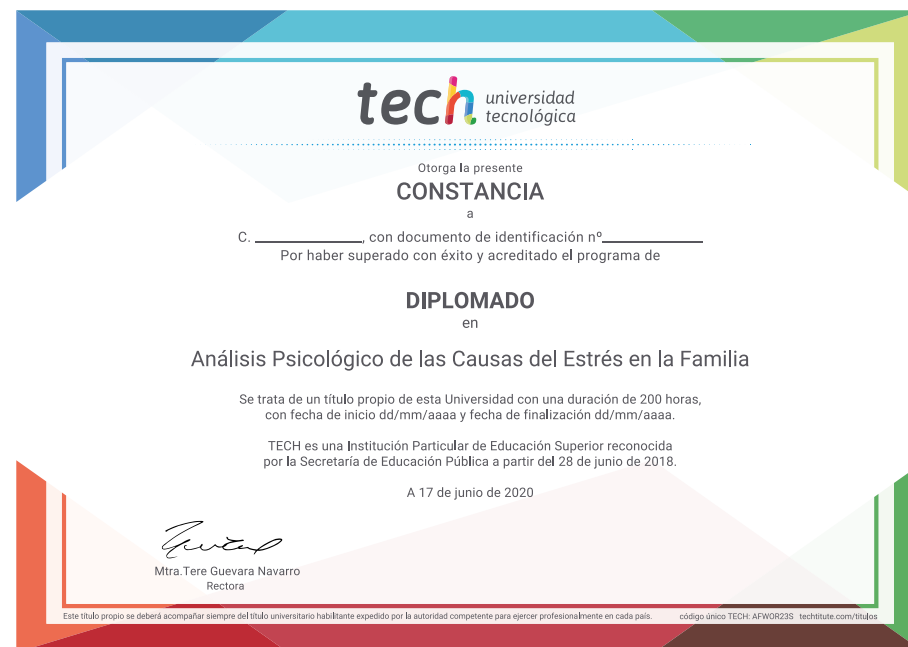 tech universidad
tecnológica
Otorga la presente
CONSTANCIA
a
C. ____________, con documento de identificación nº____________
Por haber superado con éxito y acreditado el programa de
DIPLOMADO
en
Análisis Psicológico de las Causas del Estrés en la Familia
Se trata de un título propio de esta Universidad con una duración de 200 horas,
con fecha de inicio dd/mm/aaaa y fecha de finalización dd/mm/aaaa.
TECH es una Institución Particular de Educación Superior reconocida
por la Secretaría de Educación Pública a partir del 28 de junio de 2018.
A 17 de junio de 2020
Mtra.Tere Guevara Navarro
Rectora
Este título propio se deberá acompañar siempre del título universitario habilitante expedido por la autoridad competente para ejercer profesionalmente en cada país. código único TECH: AFWOR23S techtitute.com/titulos